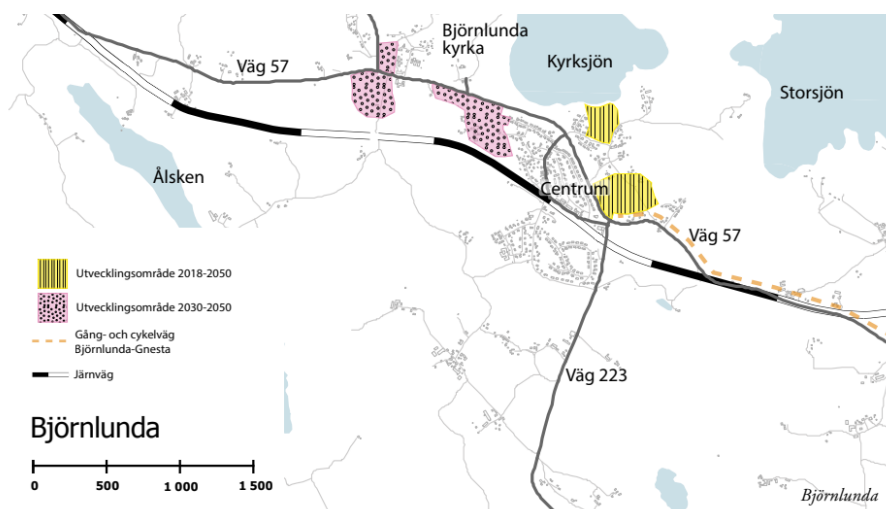 Björnlunda
kyrka
Väg 57
Kyrksjön
Storsjön
Ålsken
Centrum
Väg 57
Väg 223
Utvecklingsområde 2018-2050
Utvecklingsområde 2030-2050
Gång- och cykelväg
Björnlunda-Gnesta
Järnväg
Björnlunda
0 500 1 000 1 500
Björnlunda